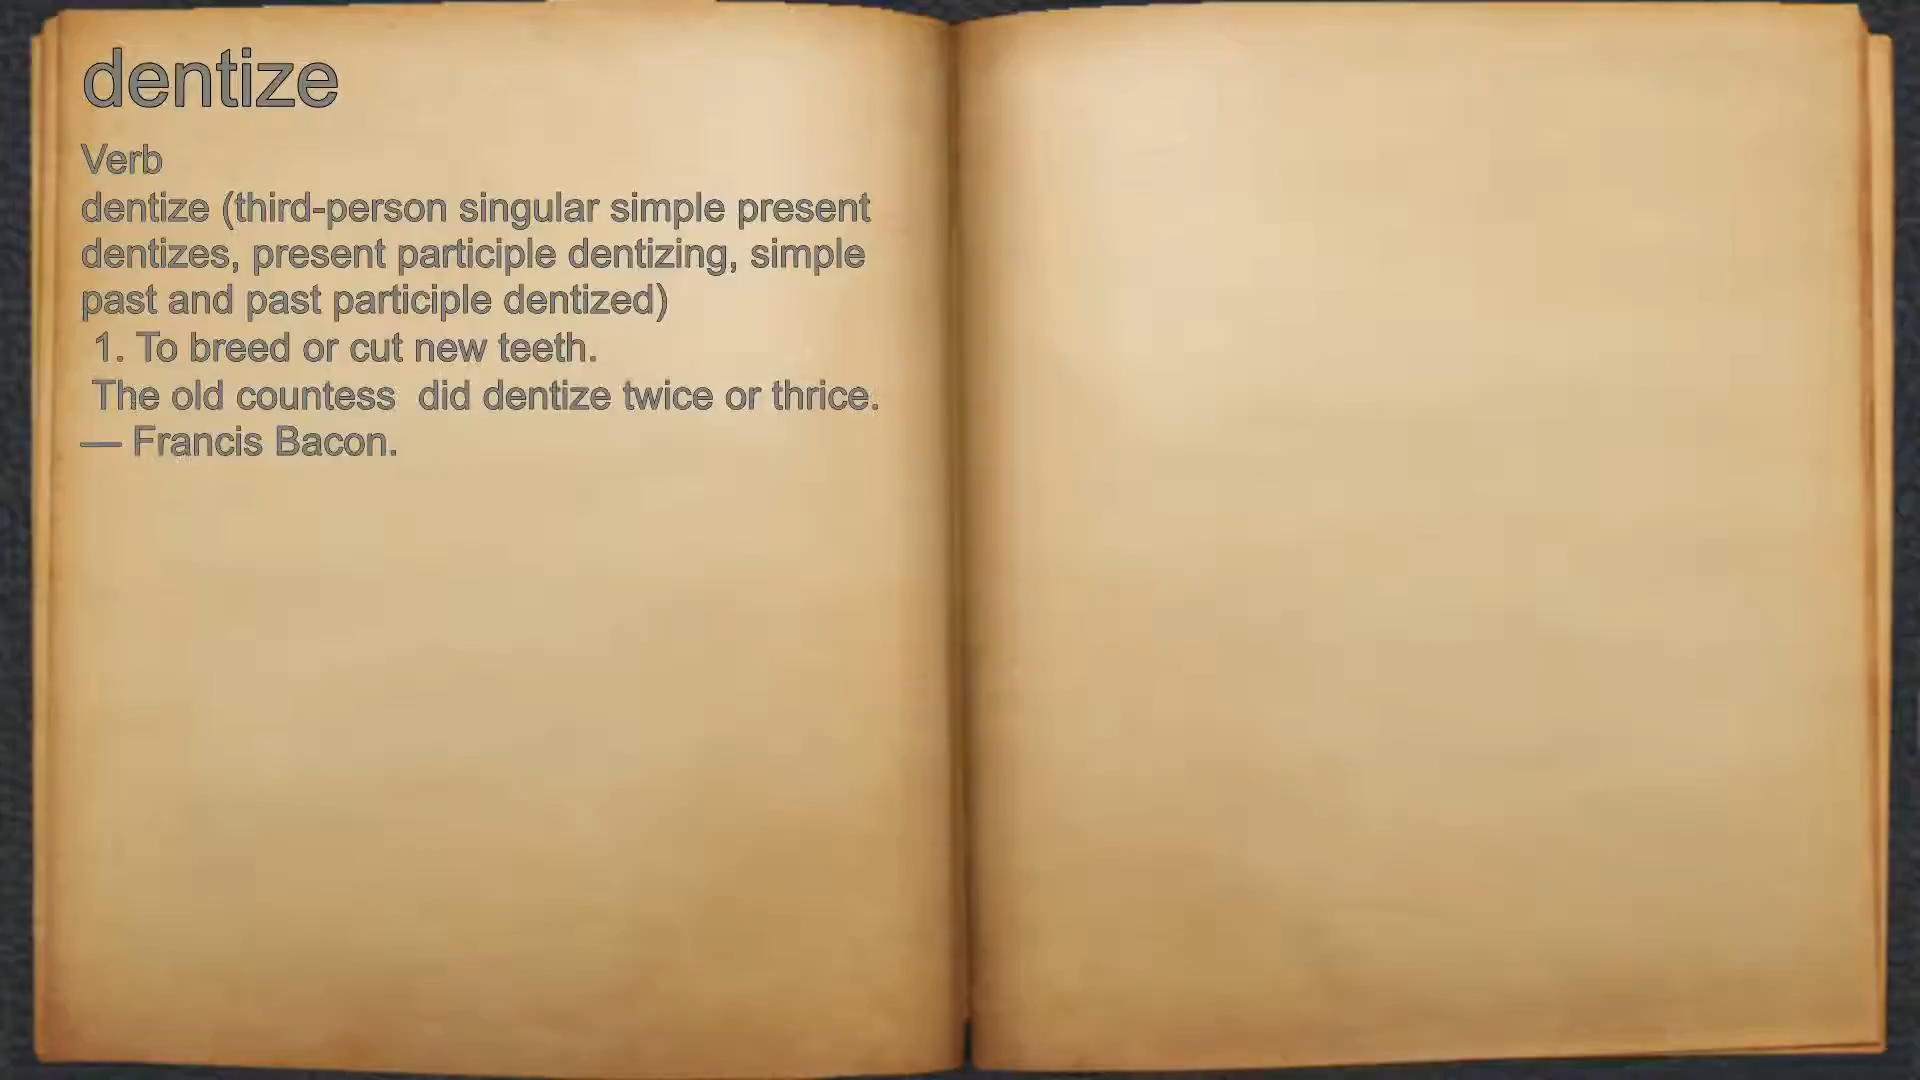 dentize
Verb
dentize (third-person singular simple present
dentizes, present participle dentizing, simple
past and past participle dentized)
1. To breed or cut new teeth.
The old countess  did dentize twice or thrice.
— Francis Bacon.